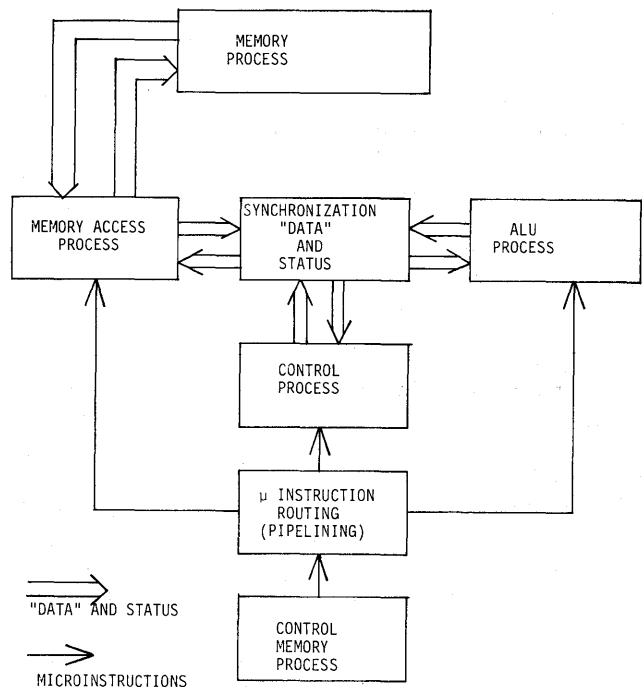 MEMORY
PROCESS
MEMORY ACCESS
PROCESS
SYNCHRONIZATION
"DATA"
AND
STATUS
ALU
PROCESS
CONTROL
PROCESS
μ INSTRUCTION
ROUTING
(PIPELINING)
CONTROL
MEMORY
PROCESS
"DATA" AND STATUS
MICROINSTRUCTIONS